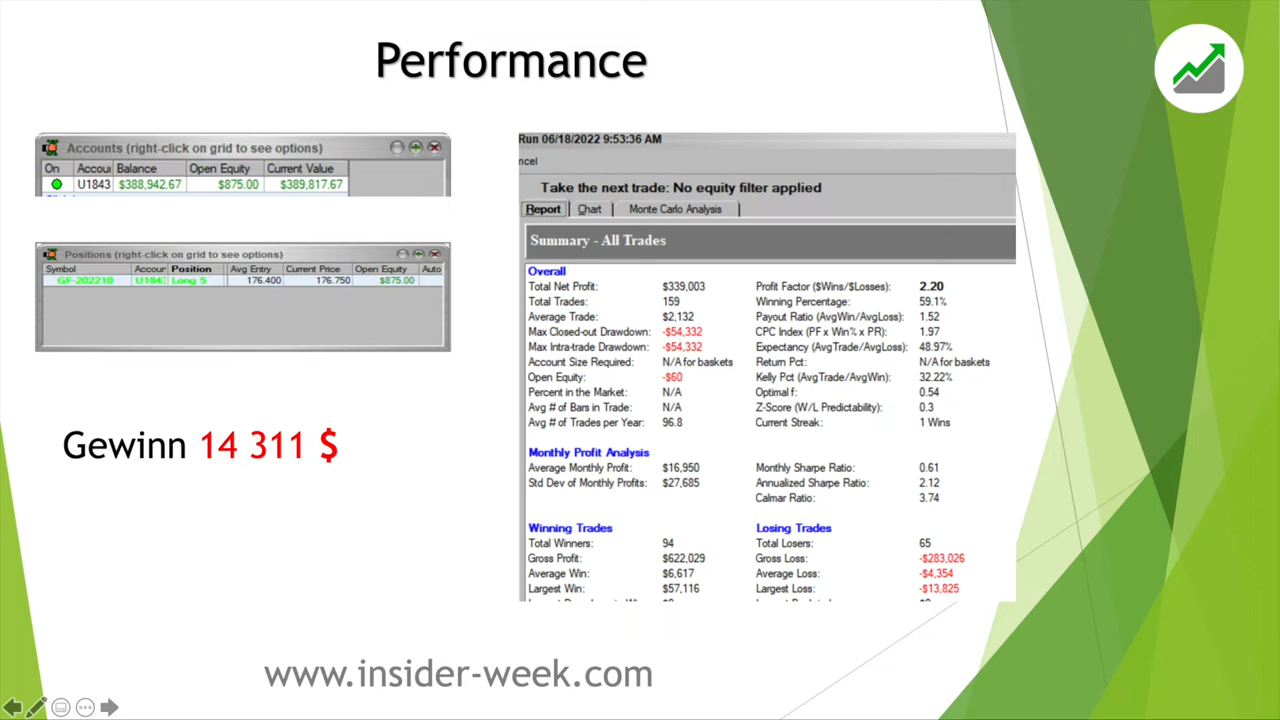 Performance
Accounts (right-click on grid to see options)
On Accou Balance Open Equity Current Value
U1843 $388,942.67 $875.00 $389,817.67
Positions (right-click on grid to see options)
Symbol Accour Position Avg Entry Current Price Open Equity Auto
GF-202210 U1843 Long 5 176.400 176.750 $875.00
Gewinn 14 311 $
Run 06/18/2022 9:53:36 AM
ncel
Take the next trade: No equity filter applied
Report Chart Monte Carlo Analysis
Summary - All Trades
Overall
Total Net Profit: $339,003 Profit Factor ($Wins/$Losses): 2.20
Total Trades: 159 Winning Percentage: 59.1%
Average Trade: $2,132 Payout Ratio (AvgWin/AvgLoss): 1.52
Max Closed-out Drawdown: -$54,332 CPC Index (PF x Win% x PR): 1.97
Max Intra-trade Drawdown: -$54,332 Expectancy (AvgTrade/AvgLoss): 48.97%
Account Size Required: N/A for baskets Return Pct: N/A for baskets
Open Equity: -$60 Kelly Pct (AvgTrade/AvgWin): 32.22%
Percent in the Market: N/A Optimal f: 0.54
Avg # of Bars in Trade: N/A Z-Score (W/L Predictability): 0.3
Avg # of Trades per Year: 96.8 Current Streak: 1 Wins
Monthly Profit Analysis
Average Monthly Profit: $16,950 Monthly Sharpe Ratio: 0.61
Std Dev of Monthly Profits: $27,685 Annualized Sharpe Ratio: 2.12
Calmar Ratio: 3.74
Winning Trades Losing Trades
Total Winners: 94 Total Losers: 65
Gross Profit: $622,029 Gross Loss: -$283,026
Average Win: $6,617 Average Loss: -$4,354
Largest Win: $57,116 Largest Loss: -$13,825
www.insider-week.com